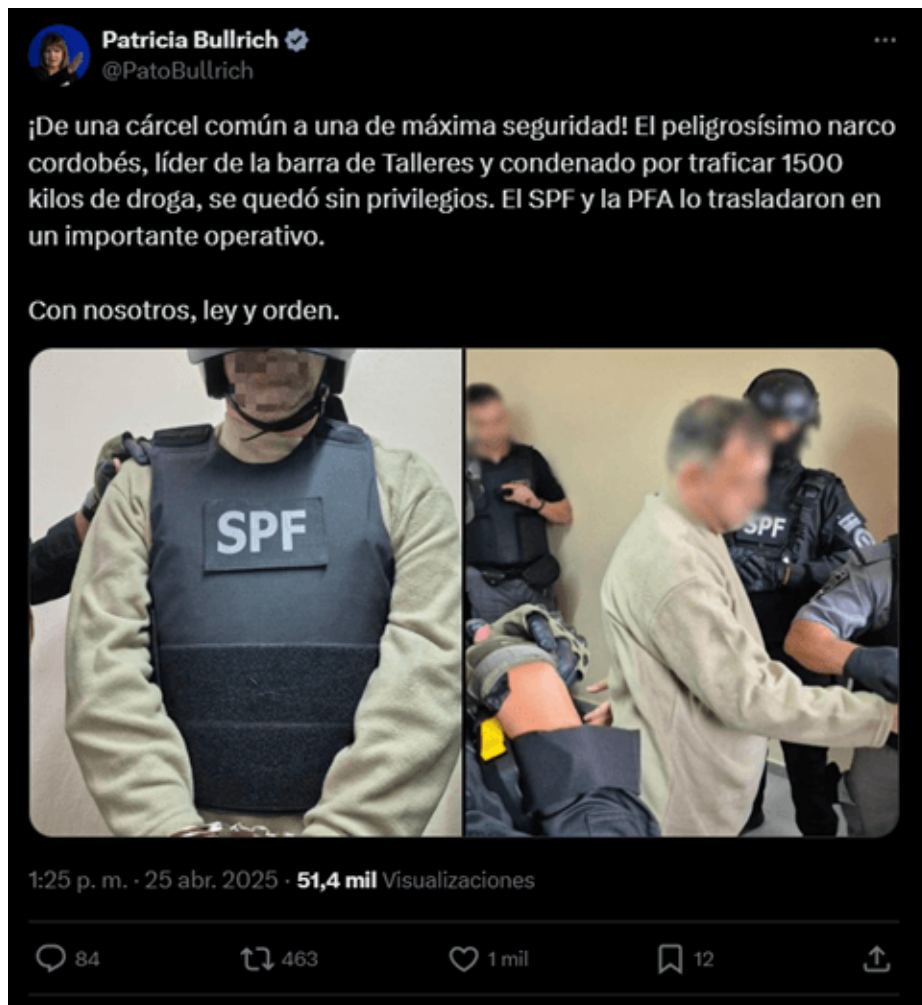 Patricia Bullrich
@PatoBullrich
¡De una cárcel común a una de máxima seguridad! El peligrosísimo narco
cordobés, líder de la barra de Talleres y condenado por traficar 1500
kilos de droga, se quedó sin privilegios. El SPF y la PFA lo trasladaron en
un importante operativo.
Con nosotros, ley y orden.
SPF
SPF
1:25 p. m. · 25 abr. 2025 · 51,4 mil Visualizaciones
84 463 1 mil 12